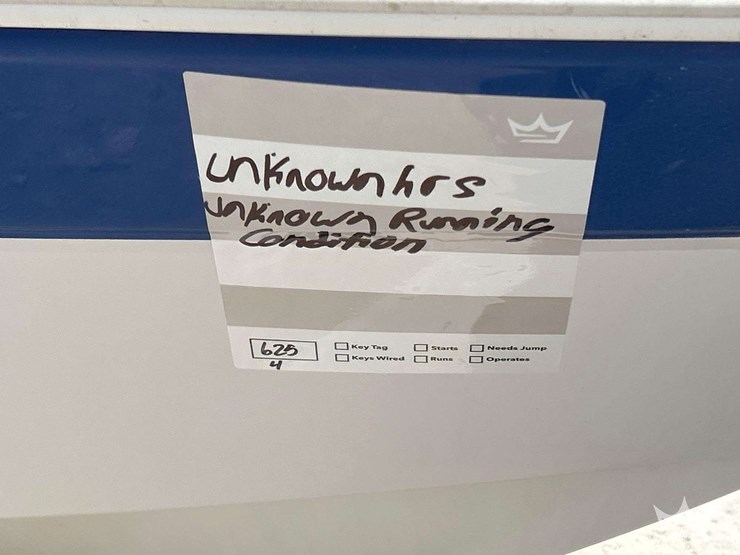 unknown hrs
unknown Running
Condition
625
4
Key Tag
Starts
Needs Jump
Keys Wired
Runs
Operates